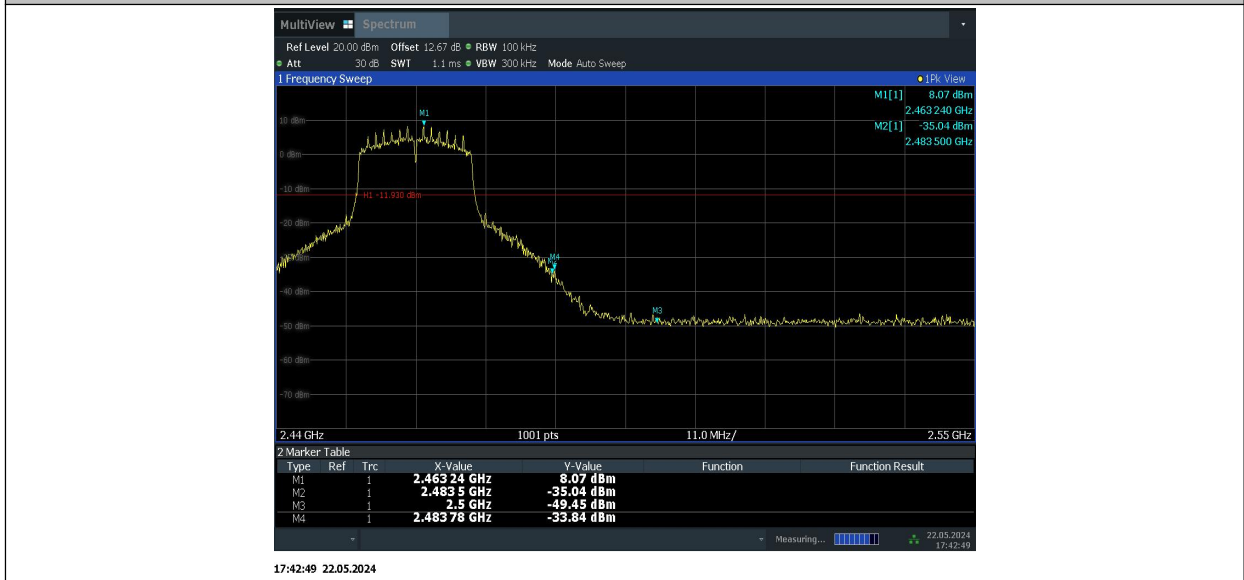 MultiView Spectrum
Ref Level 20.00 dBm Offset 12.67 dB RBW 100 kHz
Att 30 dB SWT 1.1 ms VBW 300 kHz Mode Auto Sweep
1 Frequency Sweep 1Pk View
M1[1] 8.07 dBm
2.463 240 GHz
M2[1] -35.04 dBm
2.483 500 GHz
M1
10 dBm
0 dBm
-10 dBm
H1 -11.930 dBm
-20 dBm
M4
-40 dBm
M3
-50 dBm
-60 dBm
-70 dBm
2.44 GHz 1001 pts 11.0 MHz/ 2.55 GHz
2 Marker Table
Type Ref Trc X-Value Y-Value Function Function Result
M1 1 2.463 24 GHz 8.07 dBm
M2 1 2.483 5 GHz -35.04 dBm
M3 1 2.5 GHz -49.45 dBm
M4 1 2.483 78 GHz -33.84 dBm
Measuring... 22.05.2024
17:42:49
17:42:49 22.05.2024